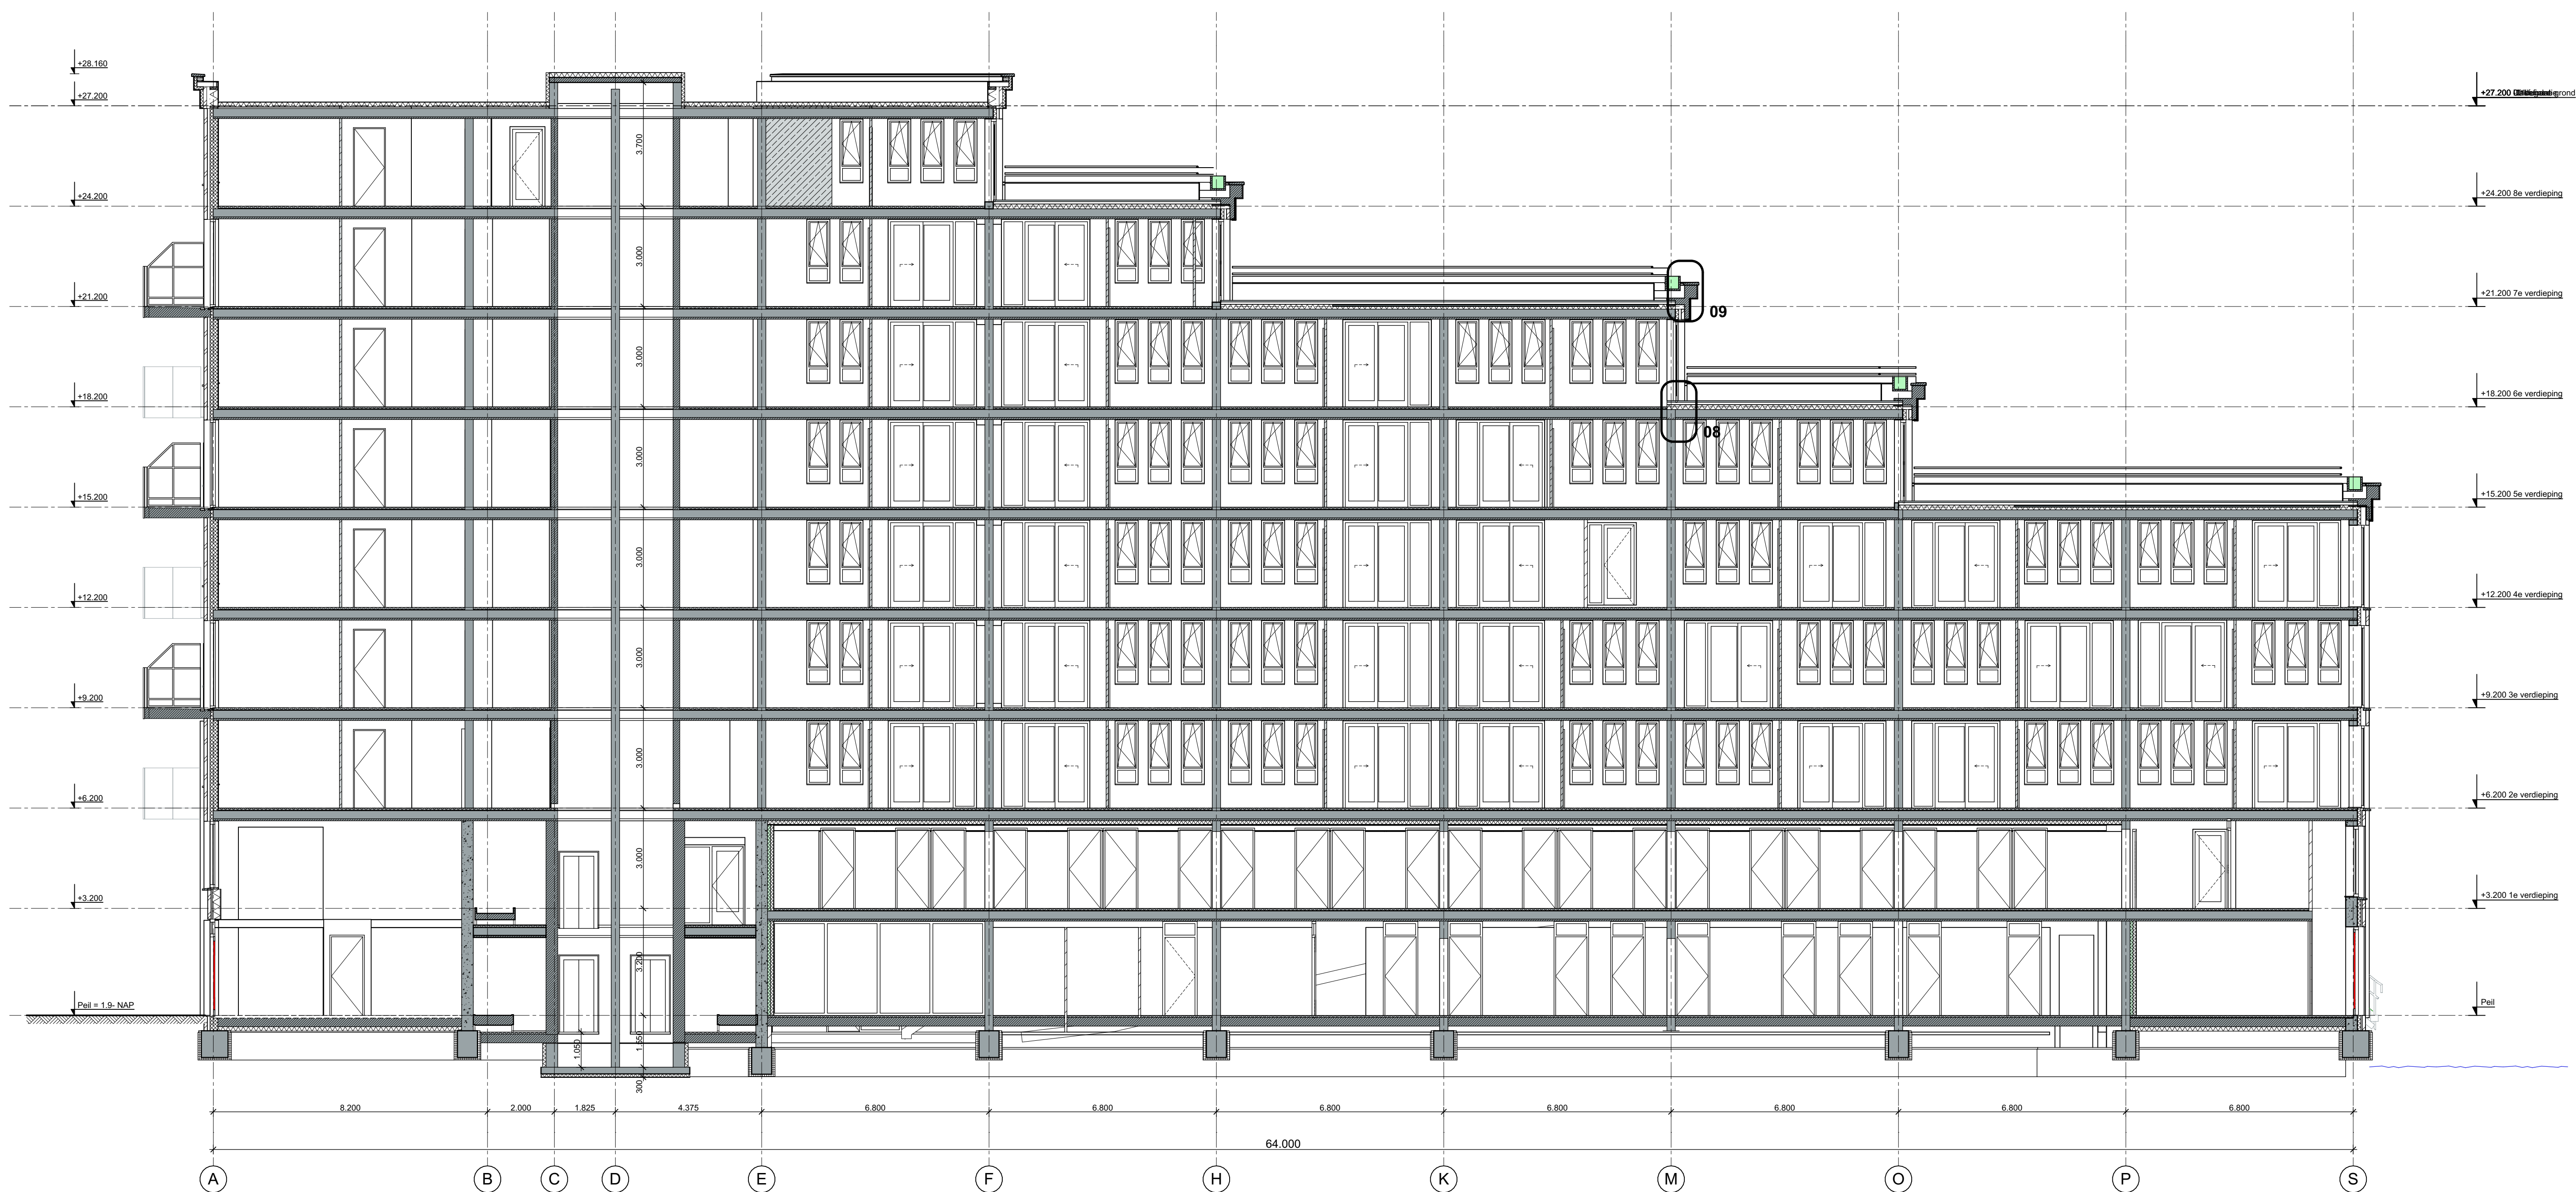 +28.160
+27.200
+27.200
+24.200
+24.200 8e verdieping
+21.200
+21.200 7e verdieping
+18.200
+18.200 6e verdieping
+15.200
+15.200 5e verdieping
+12.200
+12.200 4e verdieping
+9.200
+9.200 3e verdieping
+6.200
+6.200 2e verdieping
+3.200
+3.200 1e verdieping
Peil = 1.9- NAP
Peil
3.700
3.000
3.000
3.000
3.000
3.000
3.000
3.000
3.200
1.050
300
09
08
8.200 2.000 1.825 4.375 6.800 6.800 6.800 6.800 6.800 6.800 6.800
64.000
A B C D E F H K M O P S